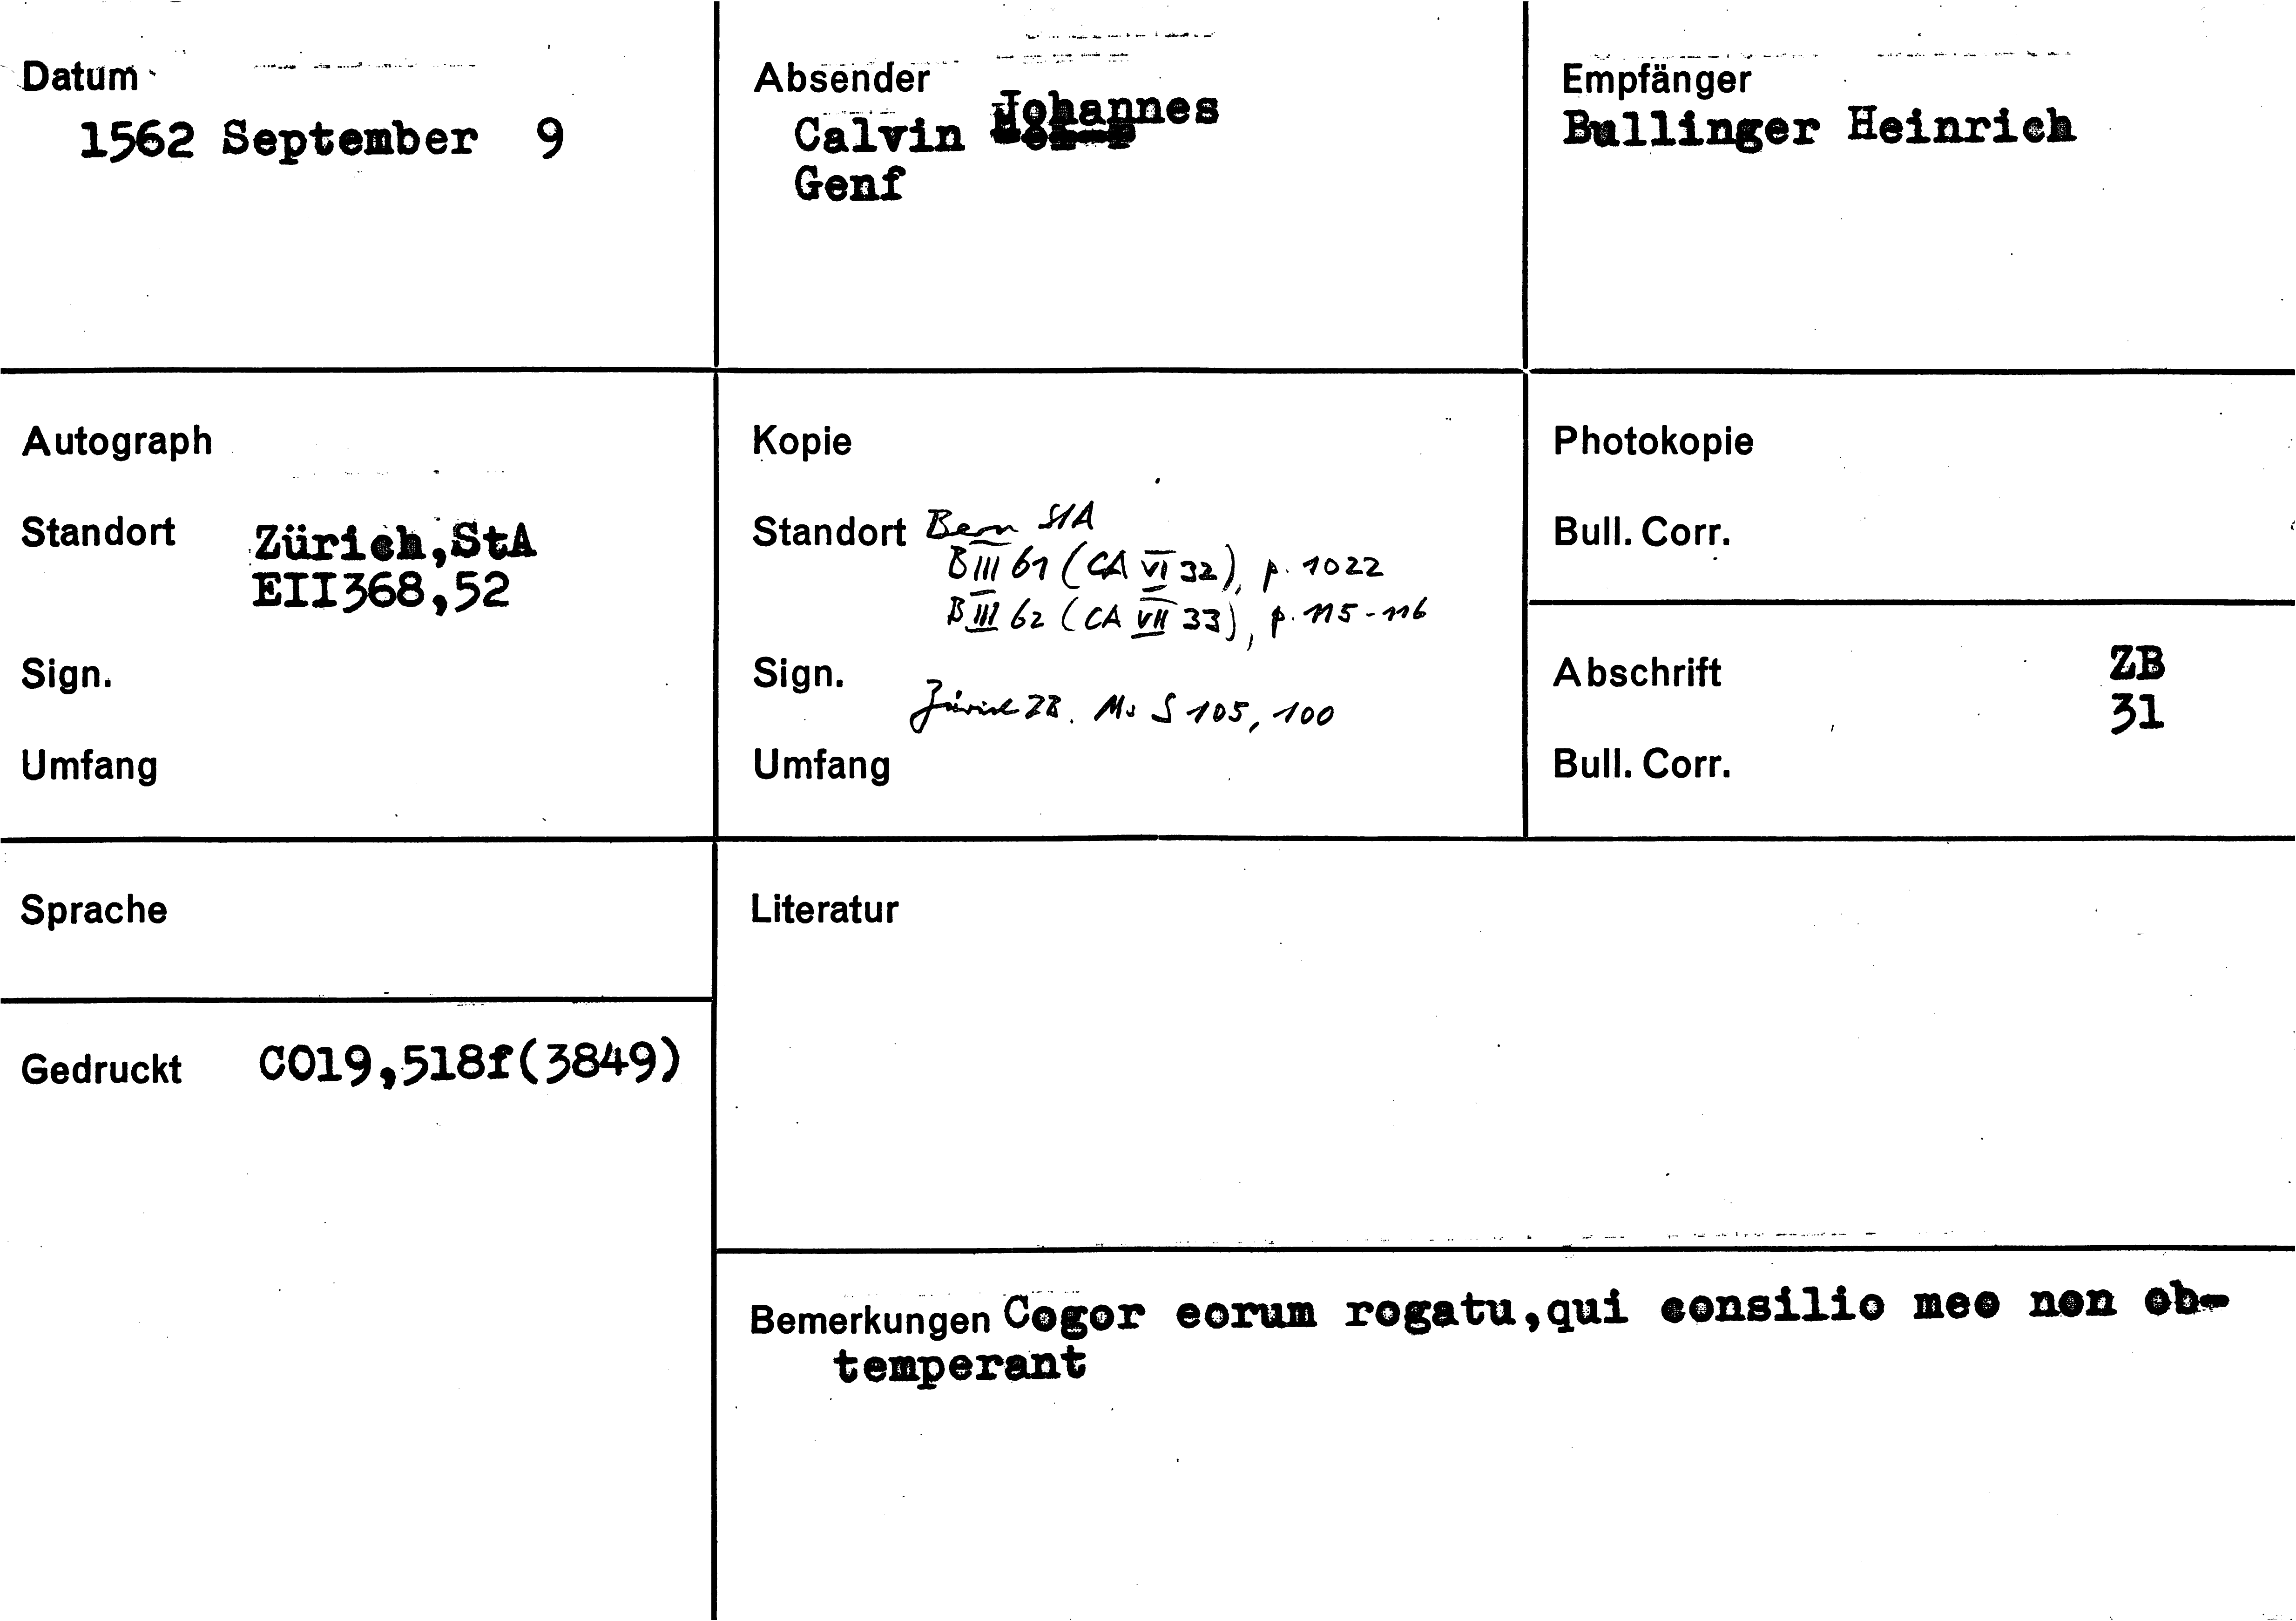 Datum
1562 September 9
Absender
Calvin Johannes
Genf
Empfänger
Bullinger Heinrich
Autograph
Standort Zürich,StA
EII368,52
Sign.
Umfang
Kopie
Standort Bern StA
B III 61 (CA VI 32), p. 1022
B III 62 (CA VII 33), p. 115-116
Sign.
Zürich ZB. Ms S 105, 100
Umfang
Photokopie
Bull. Corr.
Abschrift ZB
31
Bull. Corr.
Sprache
Literatur
Gedruckt CO19,518f(3849)
Bemerkungen Cogor eorum rogatu,qui consilio meo non ob-
temperant